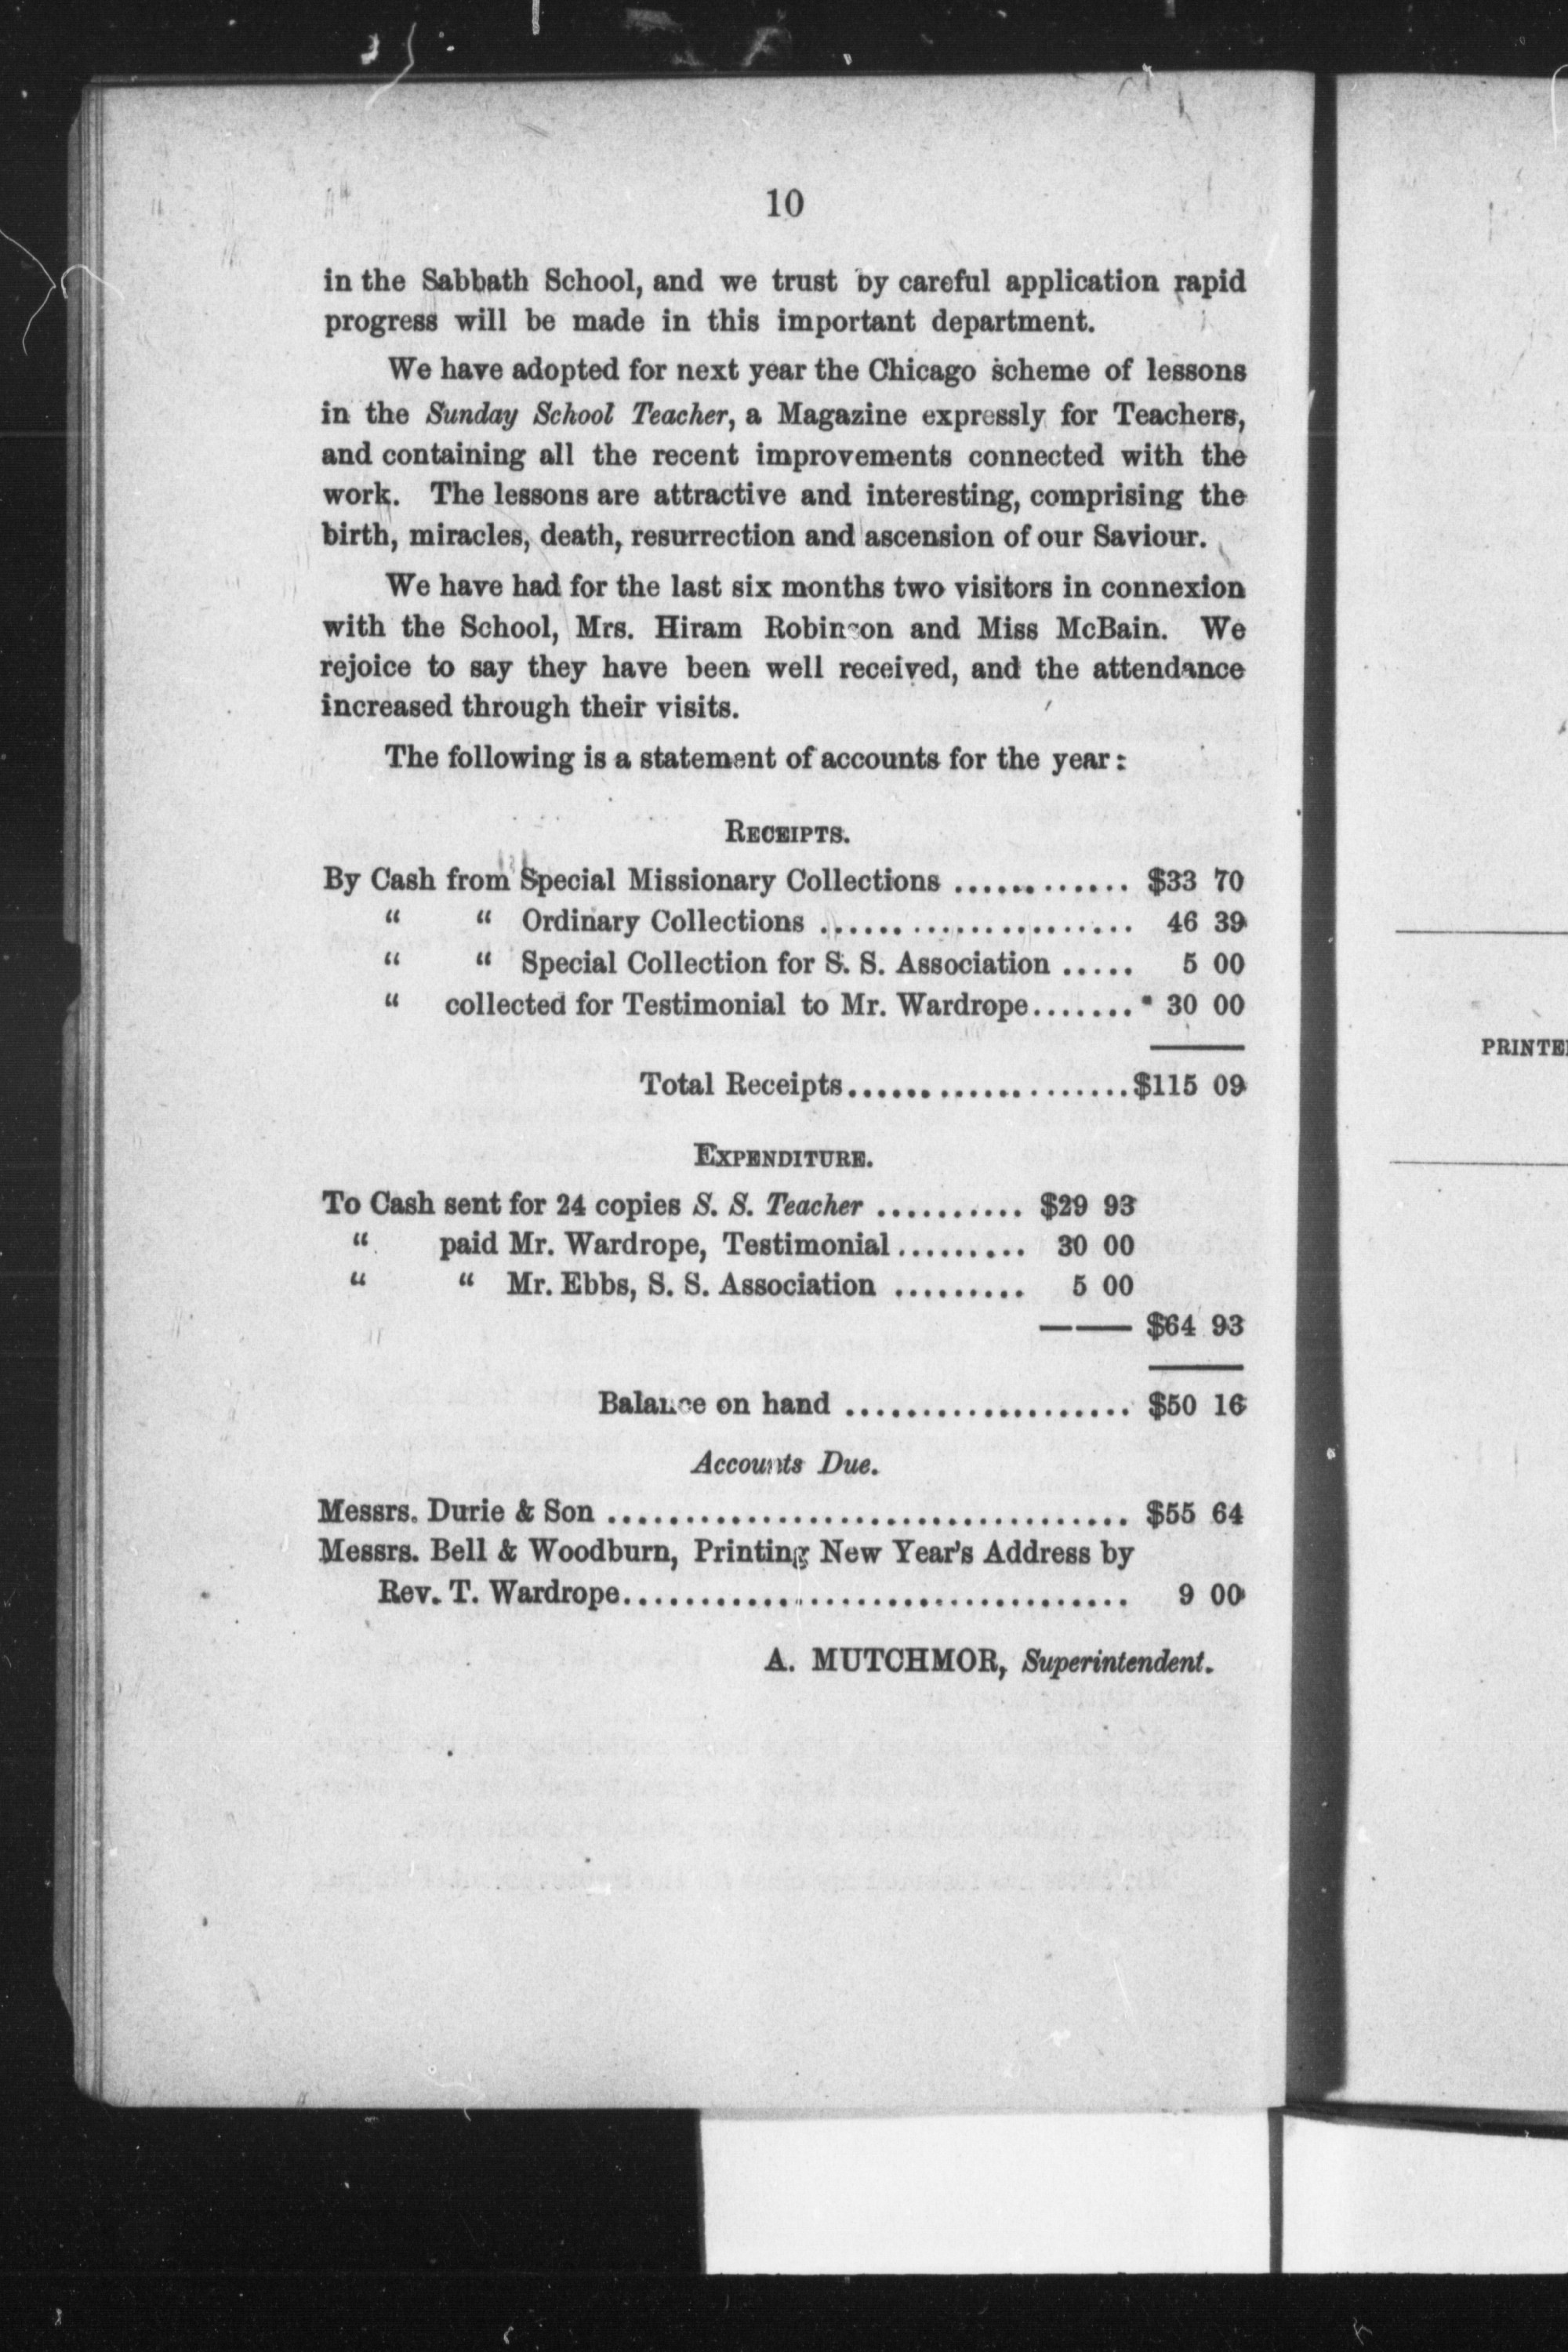 10
in the Sabbath School, and we trust by careful application rapid
progress will be made in this important department.
We have adopted for next year the Chicago scheme of lessons
in the Sunday School Teacher, a Magazine expressly for Teachers,
and containing all the recent improvements connected with the
work. The lessons are attractive and interesting, comprising the
birth, miracles, death, resurrection and ascension of our Saviour.
We have had for the last six months two visitors in connexion
with the School, Mrs. Hiram Robinson and Miss McBain. We
rejoice to say they have been well received, and the attendance
increased through their visits.
The following is a statement of accounts for the year:
RECEIPTS.
By Cash from Special Missionary Collections ............ $33 70
“ “ Ordinary Collections ..................... 46 39
“ “ Special Collection for S. S. Association ..... 5 00
“ collected for Testimonial to Mr. Wardrope....... 30 00
Total Receipts...................$115 09
EXPENDITURE.
To Cash sent for 24 copies S. S. Teacher .......... $29 93
“ paid Mr. Wardrope, Testimonial ......... 30 00
“ “ Mr. Ebbs, S. S. Association ......... 5 00
—— $64 93
Balance on hand ................... $50 16
Accounts Due.
Messrs. Durie & Son ................................... $55 64
Messrs. Bell & Woodburn, Printing New Year's Address by
Rev. T. Wardrope.................................. 9 00
A. MUTCHMOR, Superintendent.